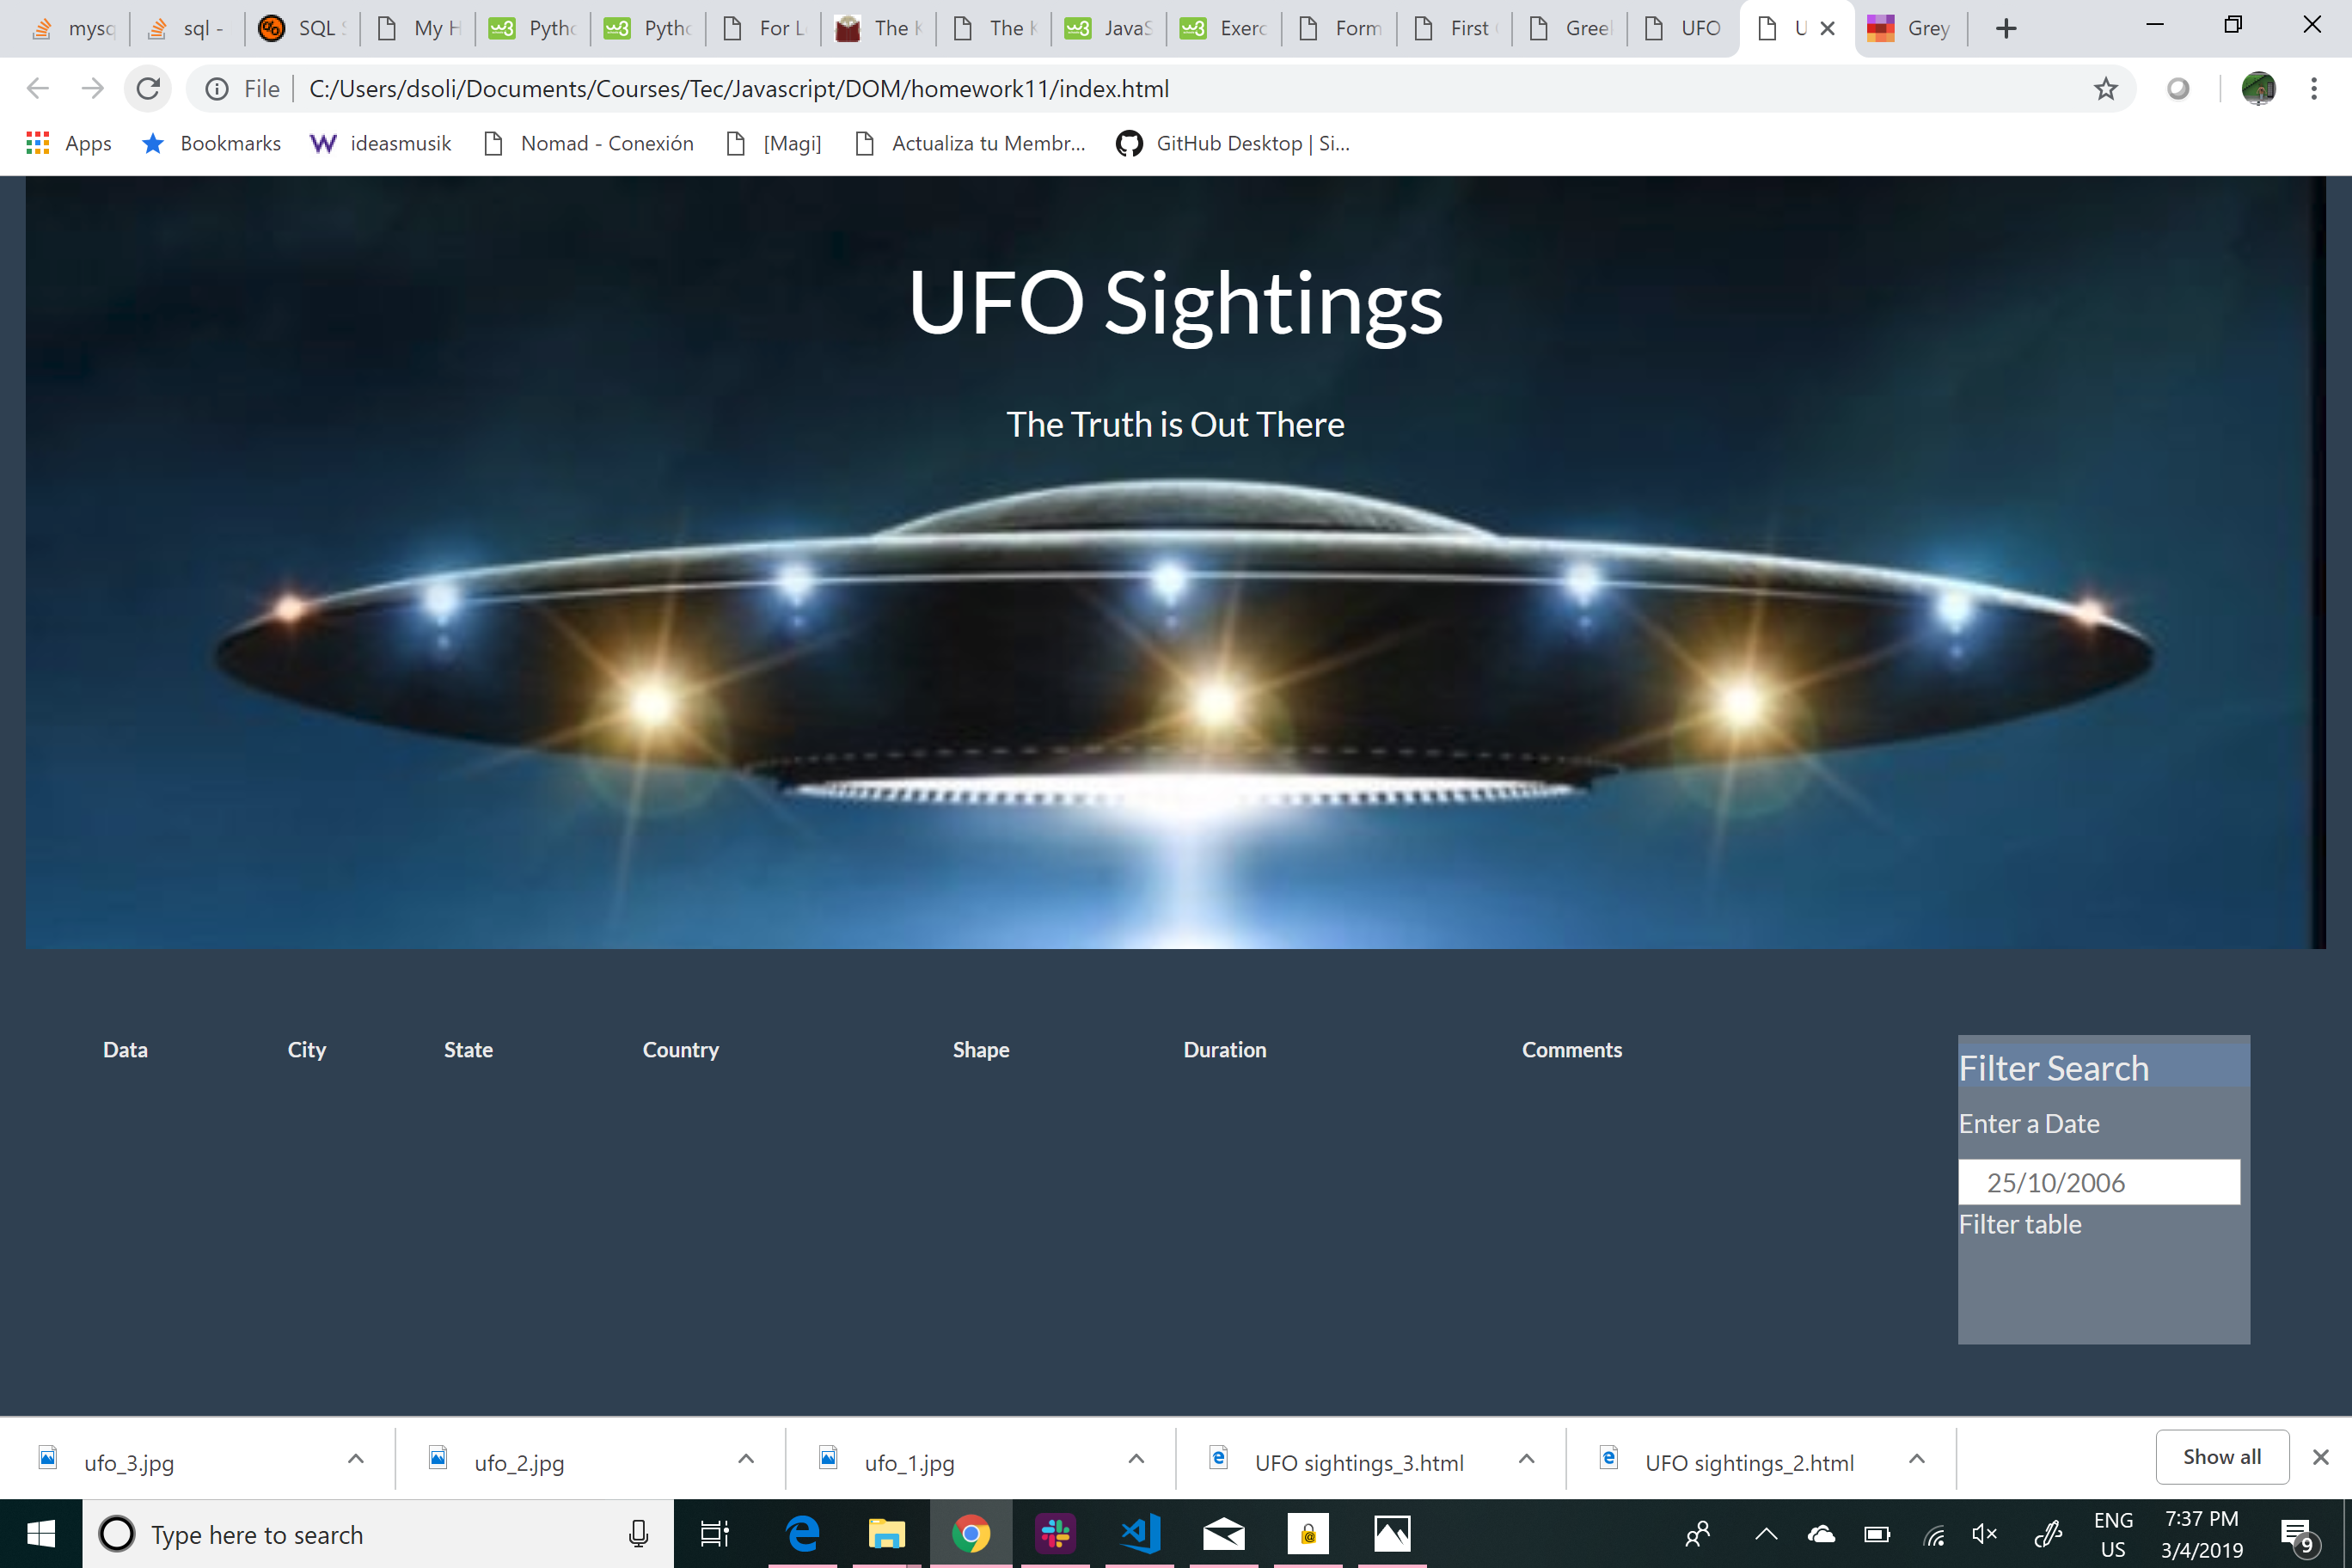 mysq sql - SQL S My H Pytho Pytho For L The K The K JavaS Exerc Form First Greel UFO U Grey
File C:/Users/dsoli/Documents/Courses/Tec/Javascript/DOM/homework11/index.html
Apps Bookmarks ideasmusik Nomad - Conexión [Magi] Actualiza tu Membr... GitHub Desktop | Si...
UFO Sightings
The Truth is Out There
Data City State Country Shape Duration Comments
Filter Search
Enter a Date
25/10/2006
Filter table
ufo_3.jpg ufo_2.jpg ufo_1.jpg UFO sightings_3.html UFO sightings_2.html Show all
Type here to search
ENG
US
7:37 PM
3/4/2019
9